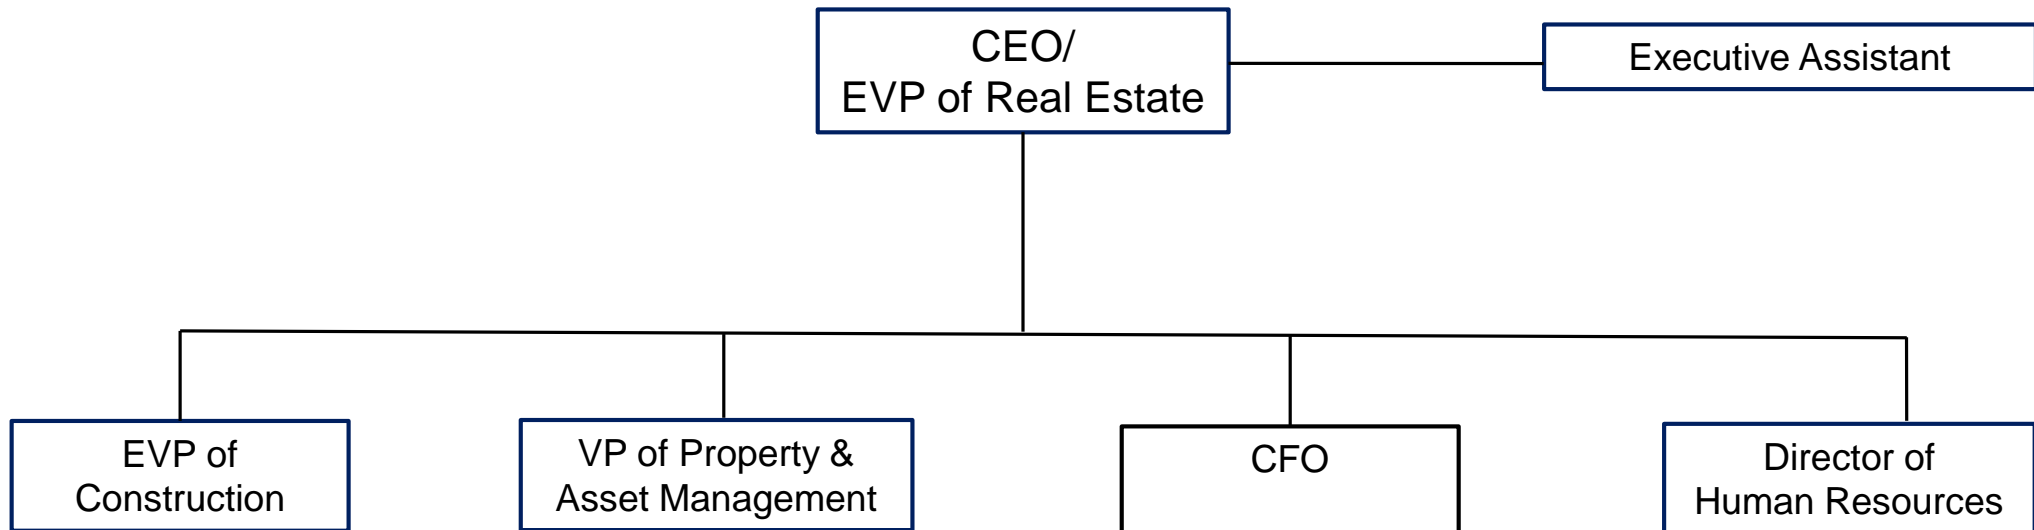 CEO/
EVP of Real Estate
Executive Assistant
EVP of
Construction
VP of Property &
Asset Management
CFO
Director of
Human Resources